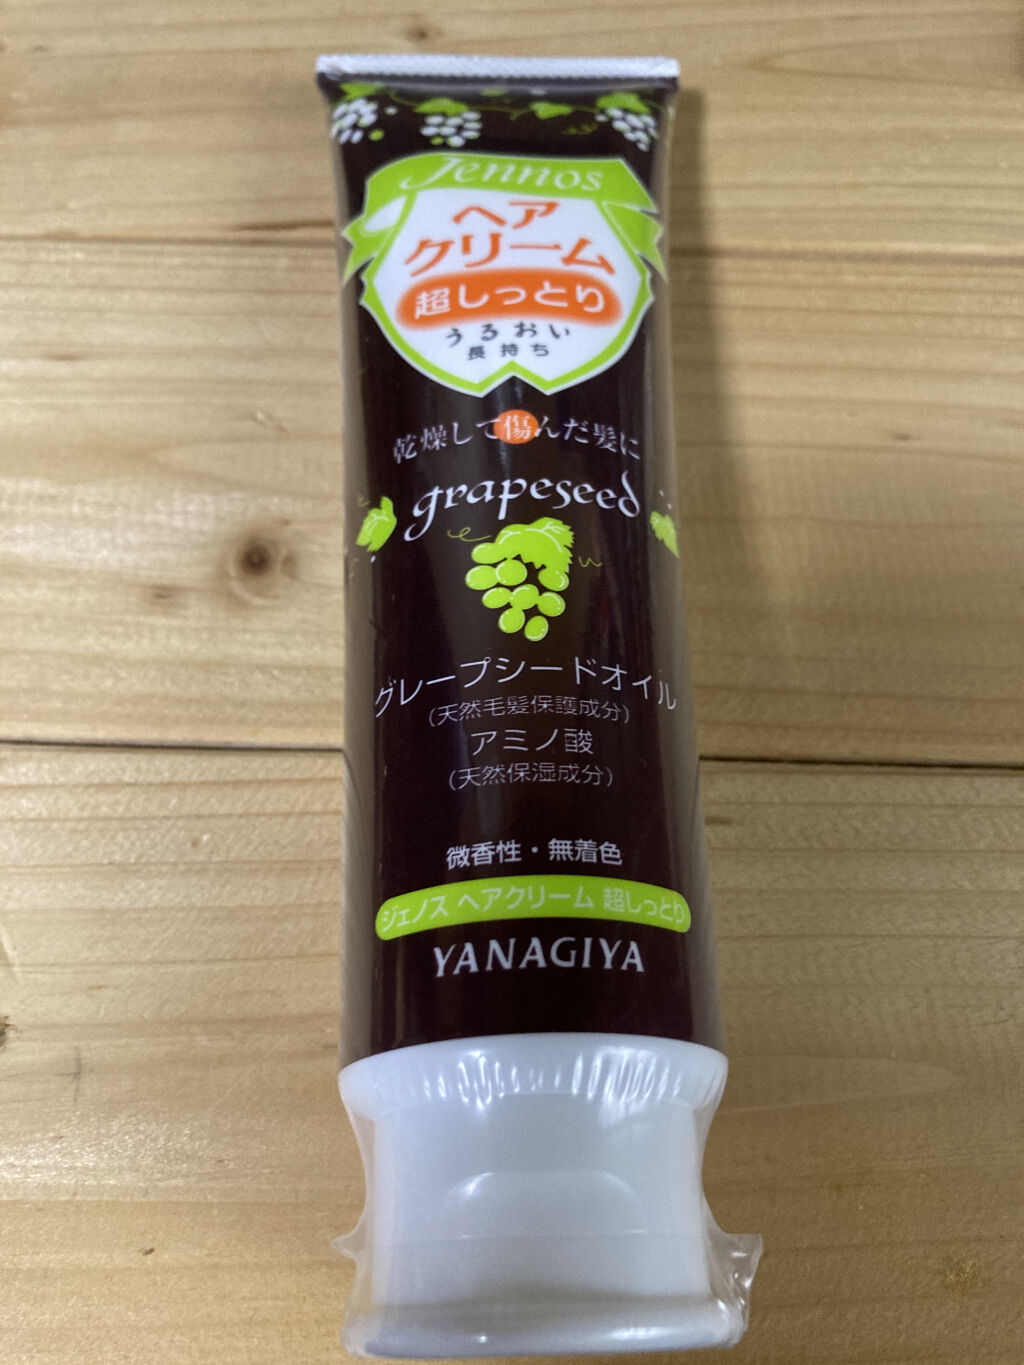 Jennos
ヘア
クリーム
超しっとり
うるおい
長持ち
乾燥して傷んだ髪に
grapeseed
グレープシードオイル
(天然毛髪保護成分)
アミノ酸
(天然保湿成分)
微香性・無着色
ジェノス ヘアクリーム 超しっとり
YANAGIYA